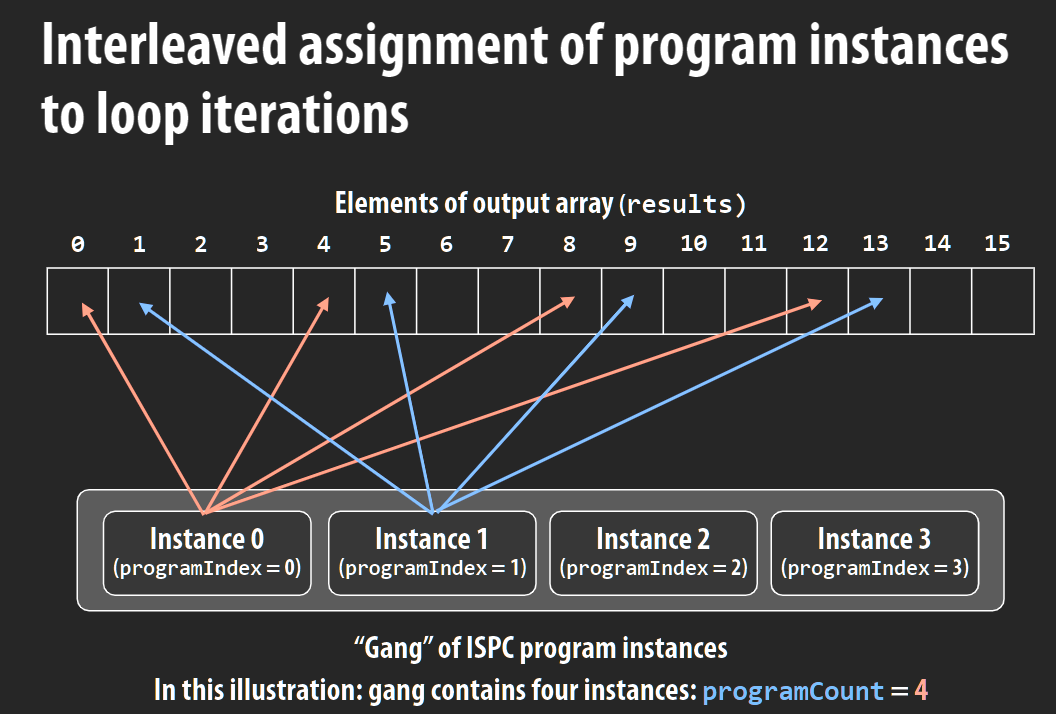 Interleaved assignment of program instances
to loop iterations
Elements of output array (results)
0 1 2 3 4 5 6 7 8 9 10 11 12 13 14 15
Instance 0 Instance 1 Instance 2 Instance 3
(programIndex = 0) (programIndex = 1) (programIndex = 2) (programIndex = 3)
“Gang” of ISPC program instances
In this illustration: gang contains four instances: programCount = 4